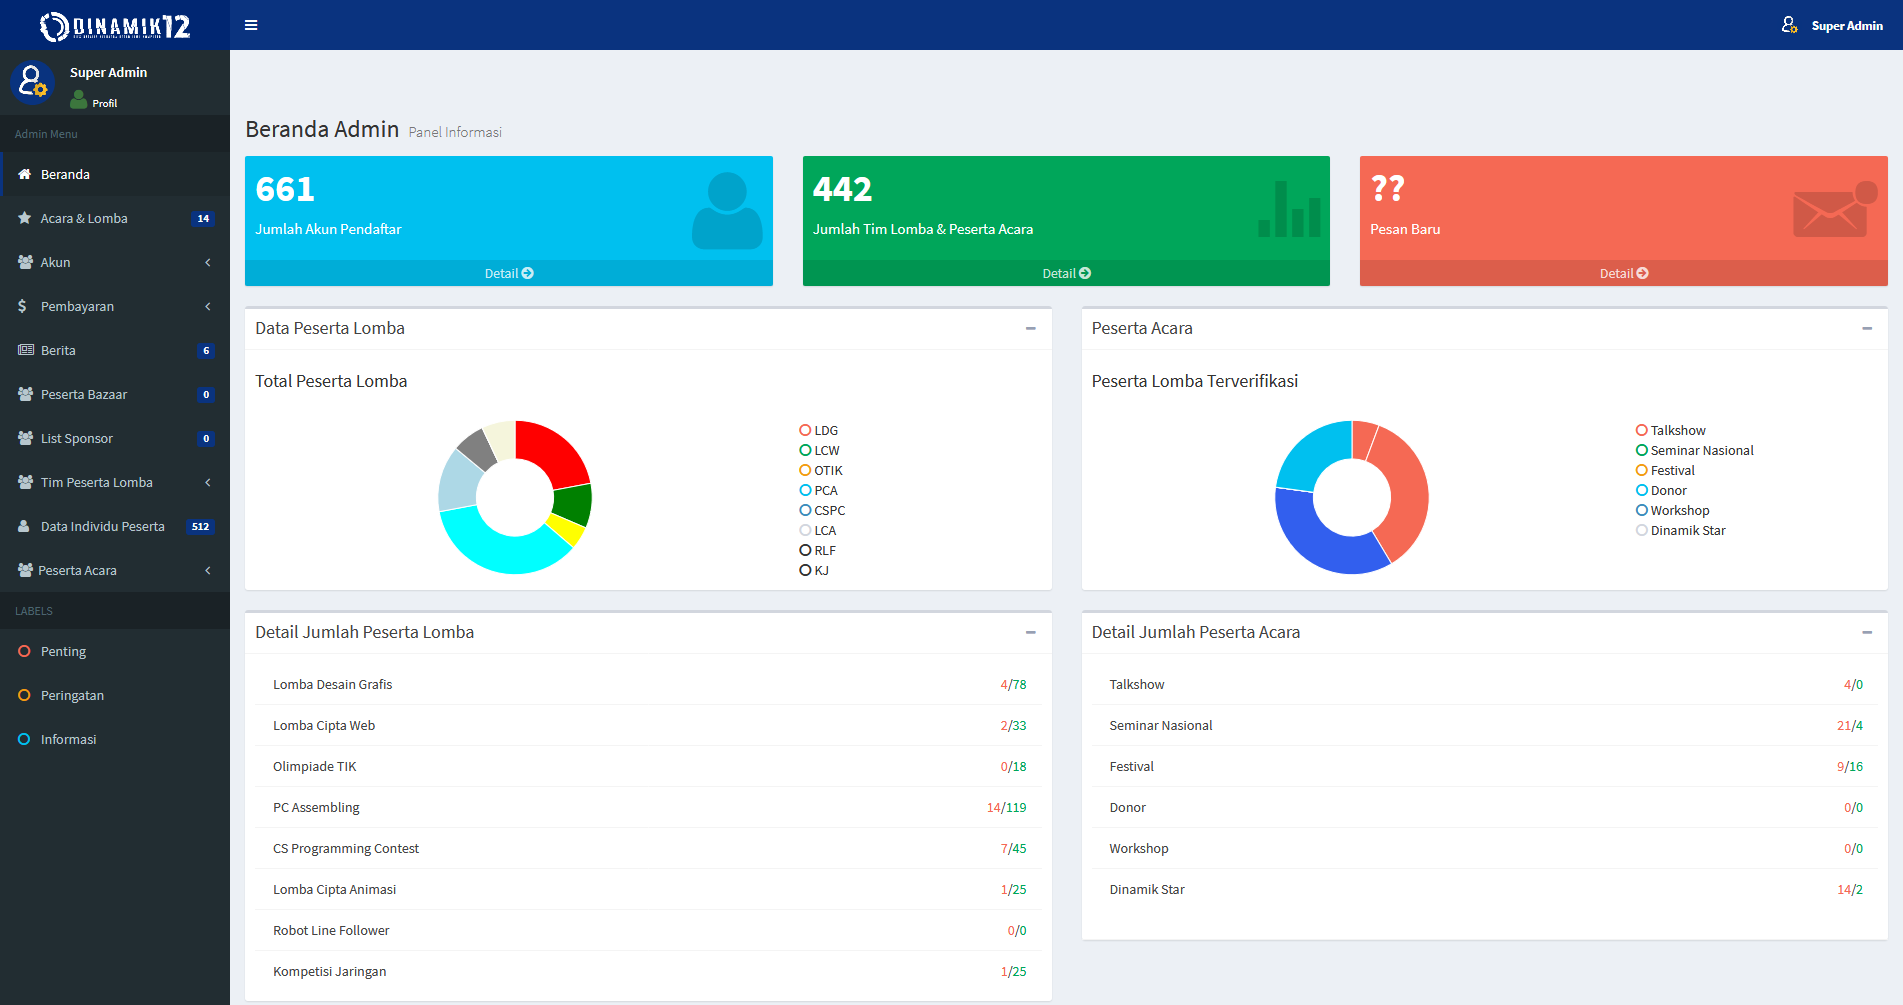 DINAMIK12
Super Admin
Super Admin
Profil
Admin Menu
Beranda
Acara & Lomba 14
Akun
Pembayaran
Berita 6
Peserta Bazaar 0
List Sponsor 0
Tim Peserta Lomba
Data Individu Peserta 512
Peserta Acara
LABELS
Penting
Peringatan
Informasi
Beranda Admin Panel Informasi
661
Jumlah Akun Pendaftar
Detail
442
Jumlah Tim Lomba & Peserta Acara
Detail
??
Pesan Baru
Detail
Data Peserta Lomba
Total Peserta Lomba
LDG
LCW
OTIK
PCA
CSPC
LCA
RLF
KJ
Peserta Acara
Peserta Lomba Terverifikasi
Talkshow
Seminar Nasional
Festival
Donor
Workshop
Dinamik Star
Detail Jumlah Peserta Lomba
Lomba Desain Grafis 4/78
Lomba Cipta Web 2/33
Olimpiade TIK 0/18
PC Assembling 14/119
CS Programming Contest 7/45
Lomba Cipta Animasi 1/25
Robot Line Follower 0/0
Kompetisi Jaringan 1/25
Detail Jumlah Peserta Acara
Talkshow 4/0
Seminar Nasional 21/4
Festival 9/16
Donor 0/0
Workshop 0/0
Dinamik Star 14/2